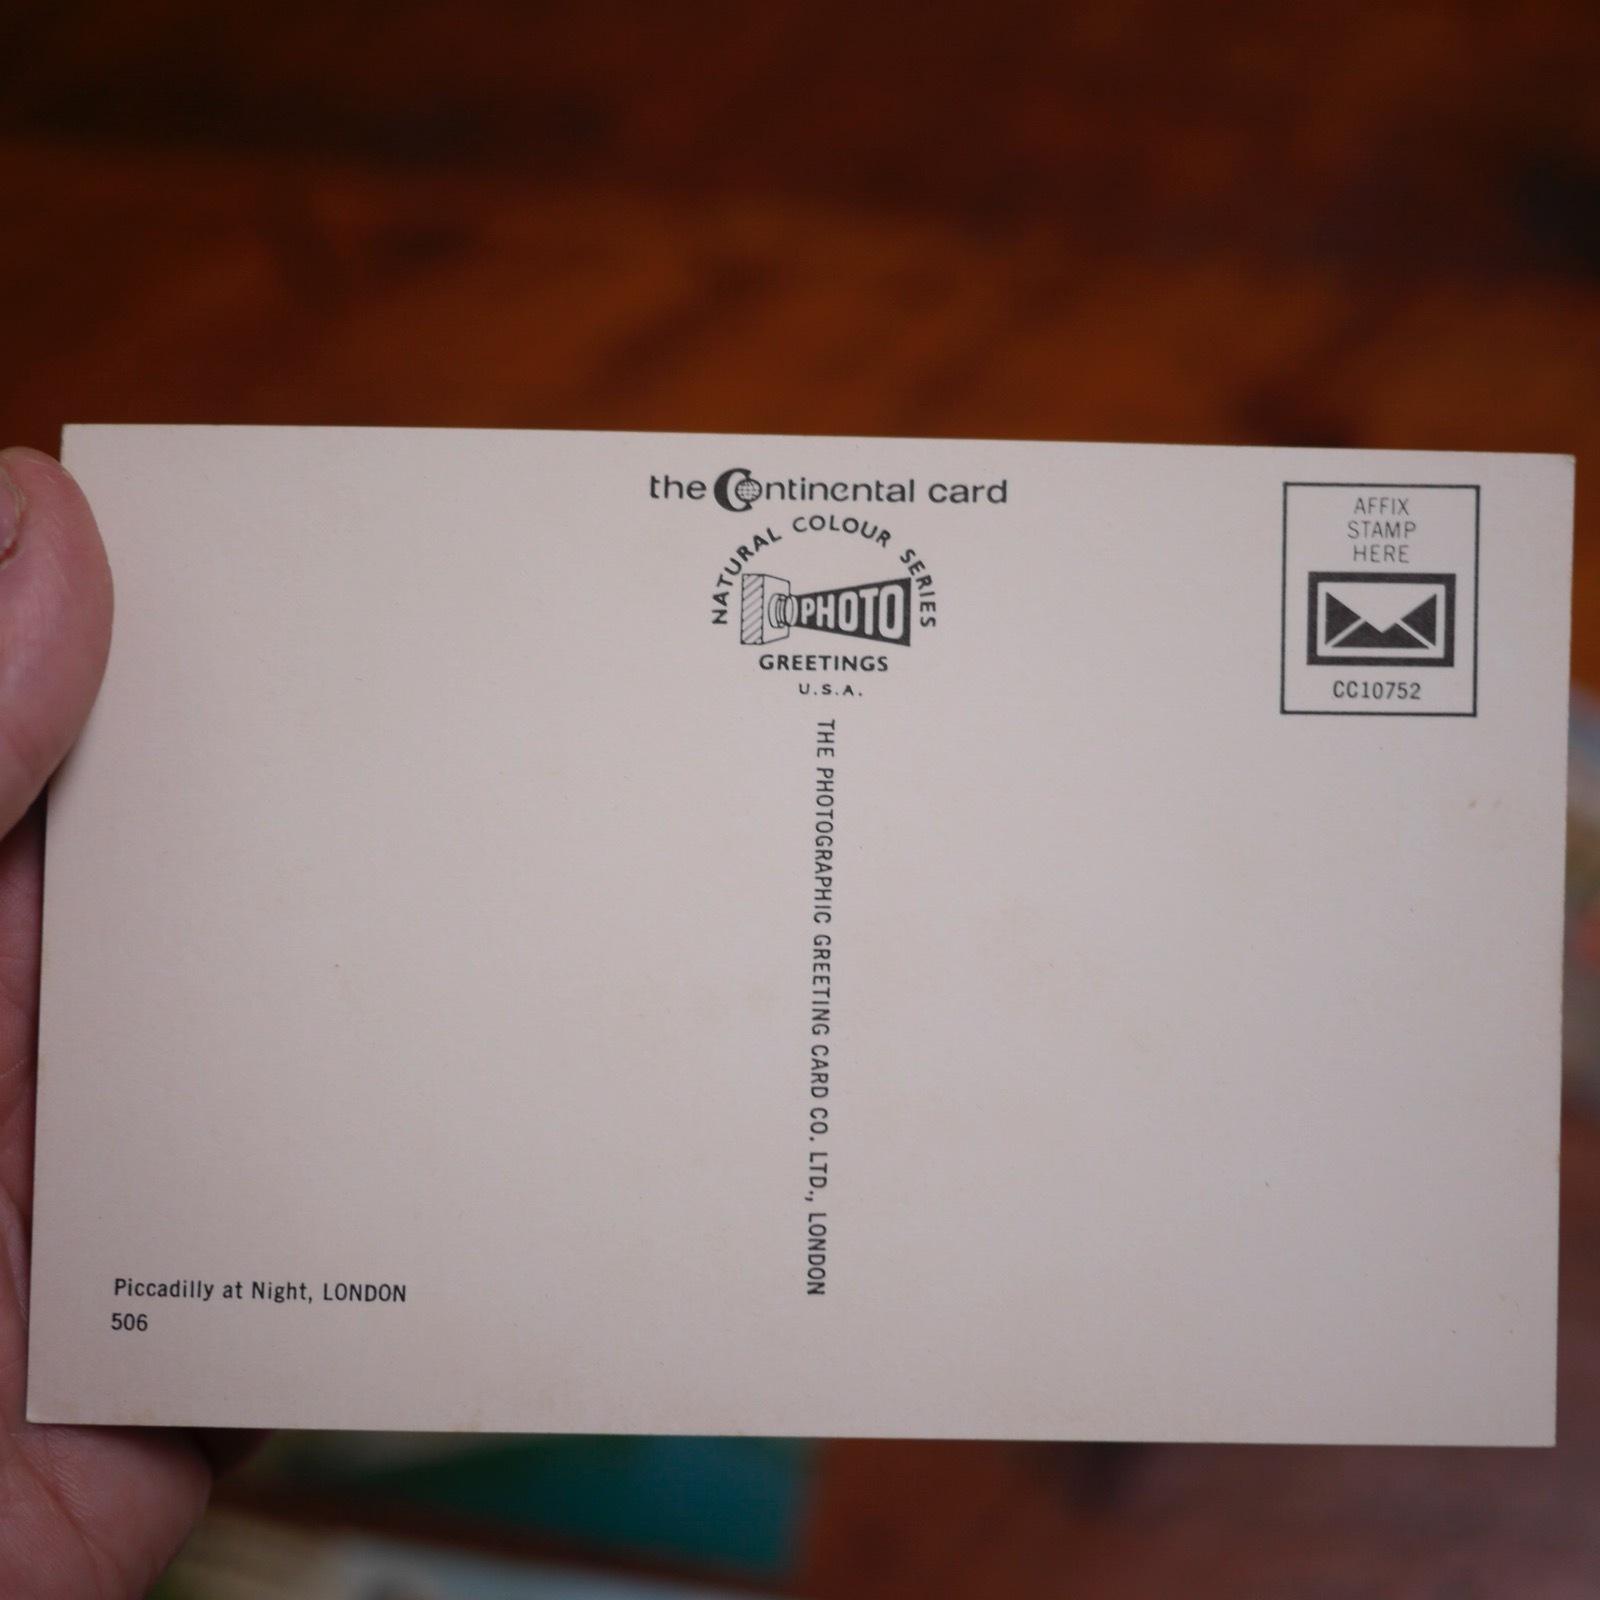 the Continental card
NATURAL COLOUR SERIES
PHOTO
GREETINGS
U.S.A.
AFFIX
STAMP
HERE
CC10752
THE PHOTOGRAPHIC GREETING CARD CO. LTD., LONDON
Piccadilly at Night, LONDON
506